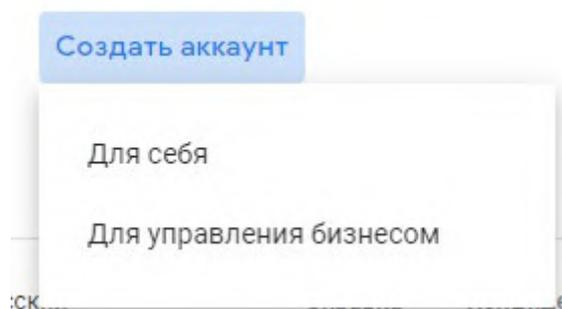 Создать аккаунт
Для себя
Для управления бизнесом